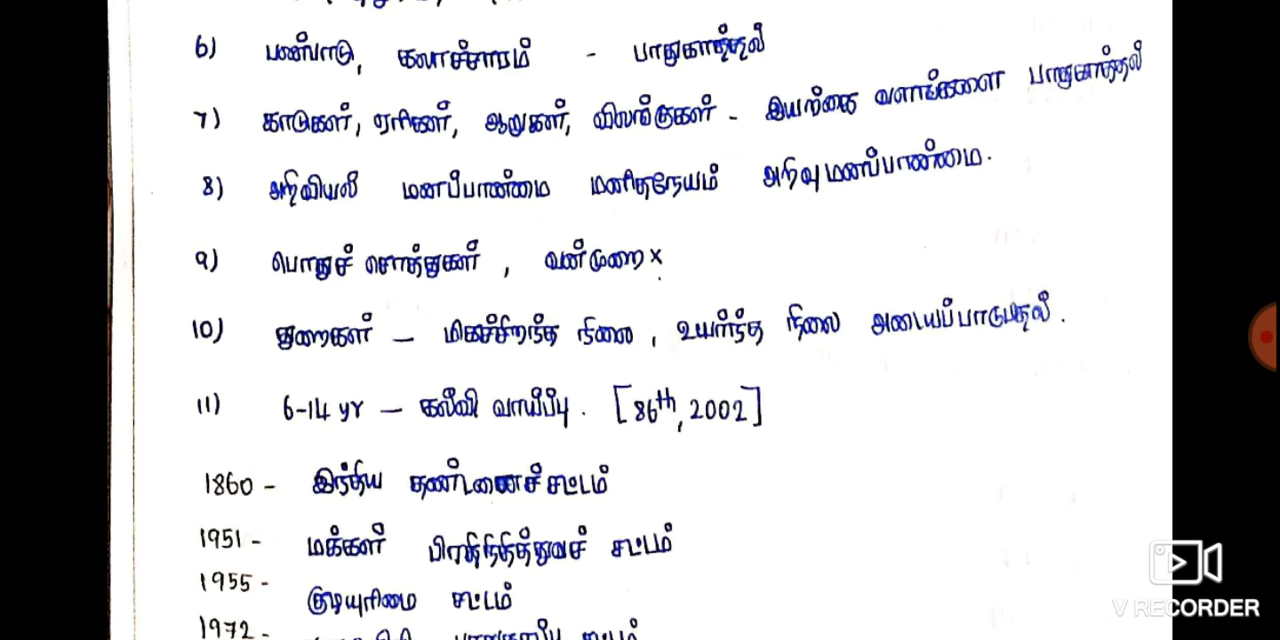 6) பண்பாடு, கலாச்சாரம் - பாதுகாத்தல்
7) காடுகள், ஏரிகள், ஆறுகள், விலங்குகள் - இயற்கை வளங்களை பாதுகாத்தல்
8) அறிவியல் மனப்பாண்மை மனிதநேயம் அறிவு மனப்பாண்மை.
9) பொதுச் சொத்துகள், வன்முறை x
10) துறைகள் - மிகச்சிறந்த நிலை, உயர்ந்த நிலை அடையப்பாடுபதல்.
11) 6-14 yr - கல்வி வாய்ப்பு. [86th, 2002]
1860 - இந்திய தண்டனைச் சட்டம்
1951 - மக்கள் பிரதிநிதித்துவச் சட்டம்
1955 - குடியுரிமை சட்டம்
1972 -
V RECORDER